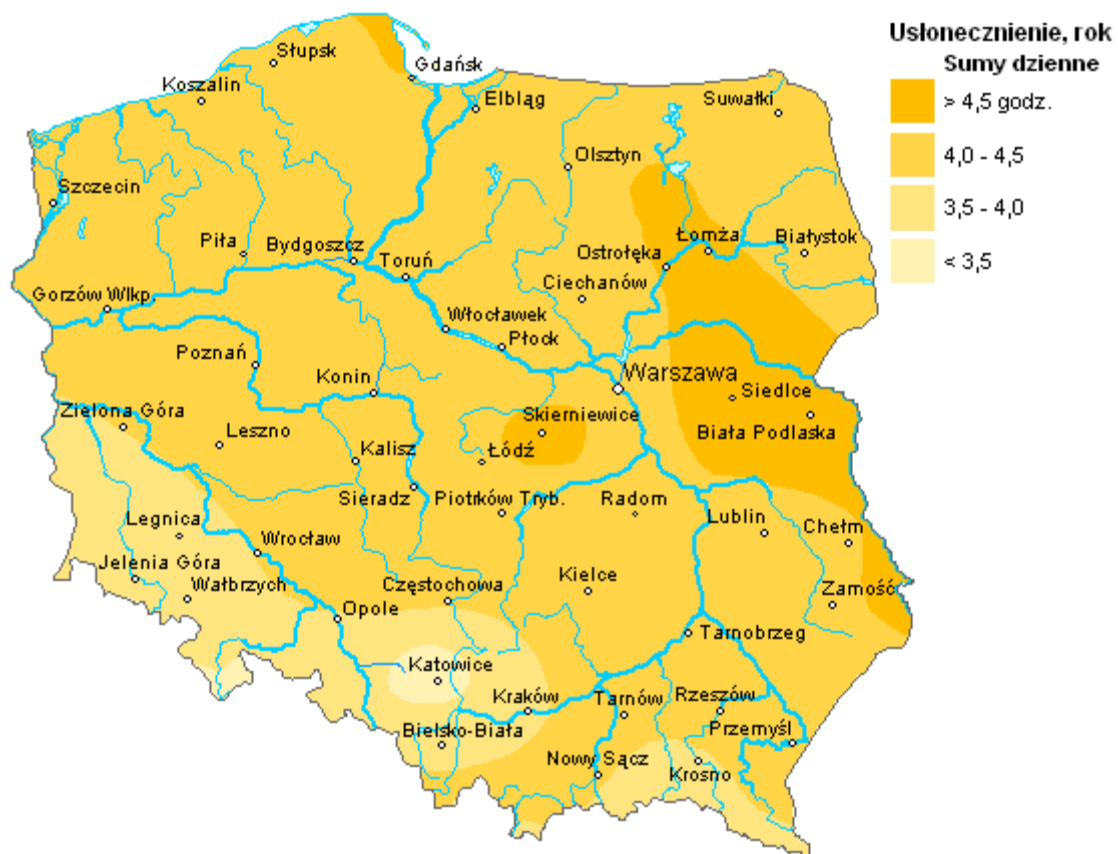 Usłonecznienie, rok
Sumy dzienne
> 4,5 godz.
4,0 - 4,5
3,5 - 4,0
< 3,5
Słupsk
Gdańsk
Koszalin
Elbląg
Suwałki
Olsztyn
Szczecin
Piła
Bydgoszcz
Toruń
Ostrołęka
Łomża
Białystok
Ciechanów
Gorzów Wlkp.
Włocławek
Płock
Poznań
Konin
Warszawa
Siedlce
Zielona Góra
Leszno
Skierniewice
Biała Podlaska
Kalisz
Łódź
Sieradz
Piotrków Tryb.
Radom
Lublin
Chełm
Legnica
Wrocław
Jelenia Góra
Wałbrzych
Częstochowa
Kielce
Zamość
Opole
Tarnobrzeg
Katowice
Kraków
Tarnów
Rzeszów
Bielsko-Biała
Przemyśl
Nowy Sącz
Krosno